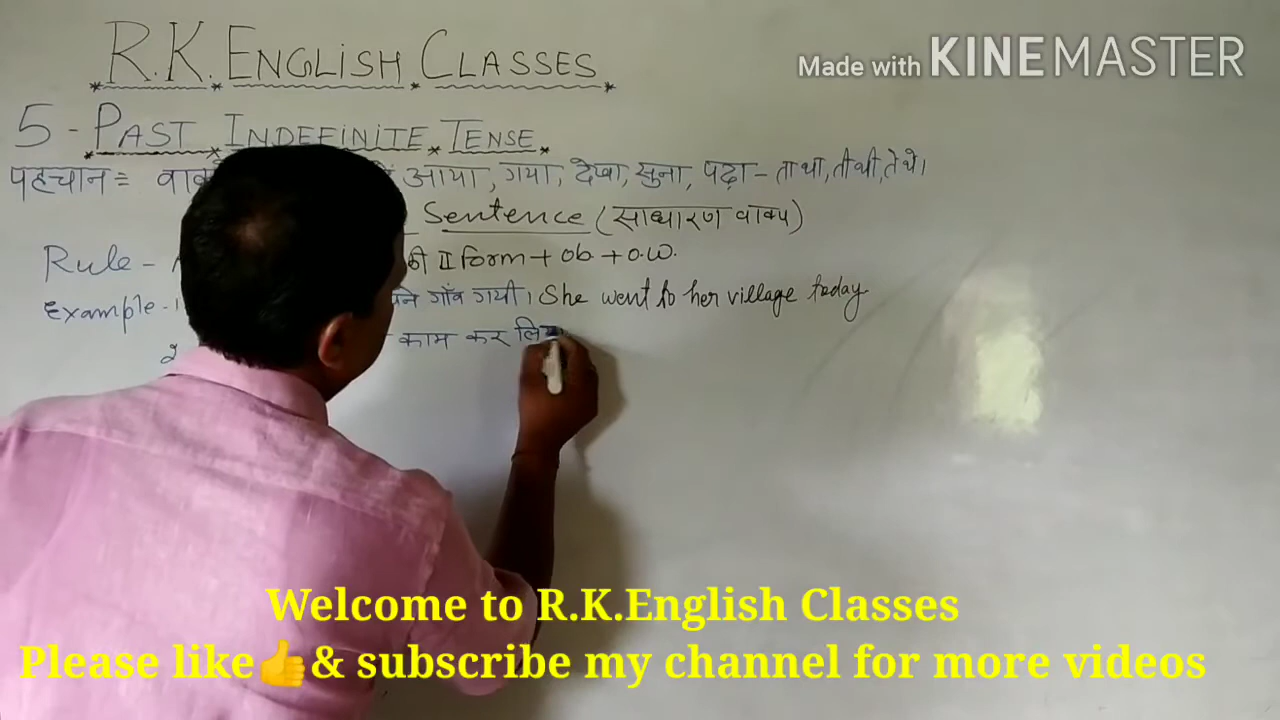 R.K. ENGLISH CLASSES
Made with KINEMASTER
5 - PAST INDEFINITE TENSE
पहचान = आया, गया, देखा, सुना, पढ़ा - ता था, ती थी, ते थे।
Sentence (साधारण वाक्य)
Rule - की II form + ob + o.w.
Example - 1 गाँव गयी। She went to her village today
2 काम कर
Welcome to R.K.English Classes
Please like👍& subscribe my channel for more videos